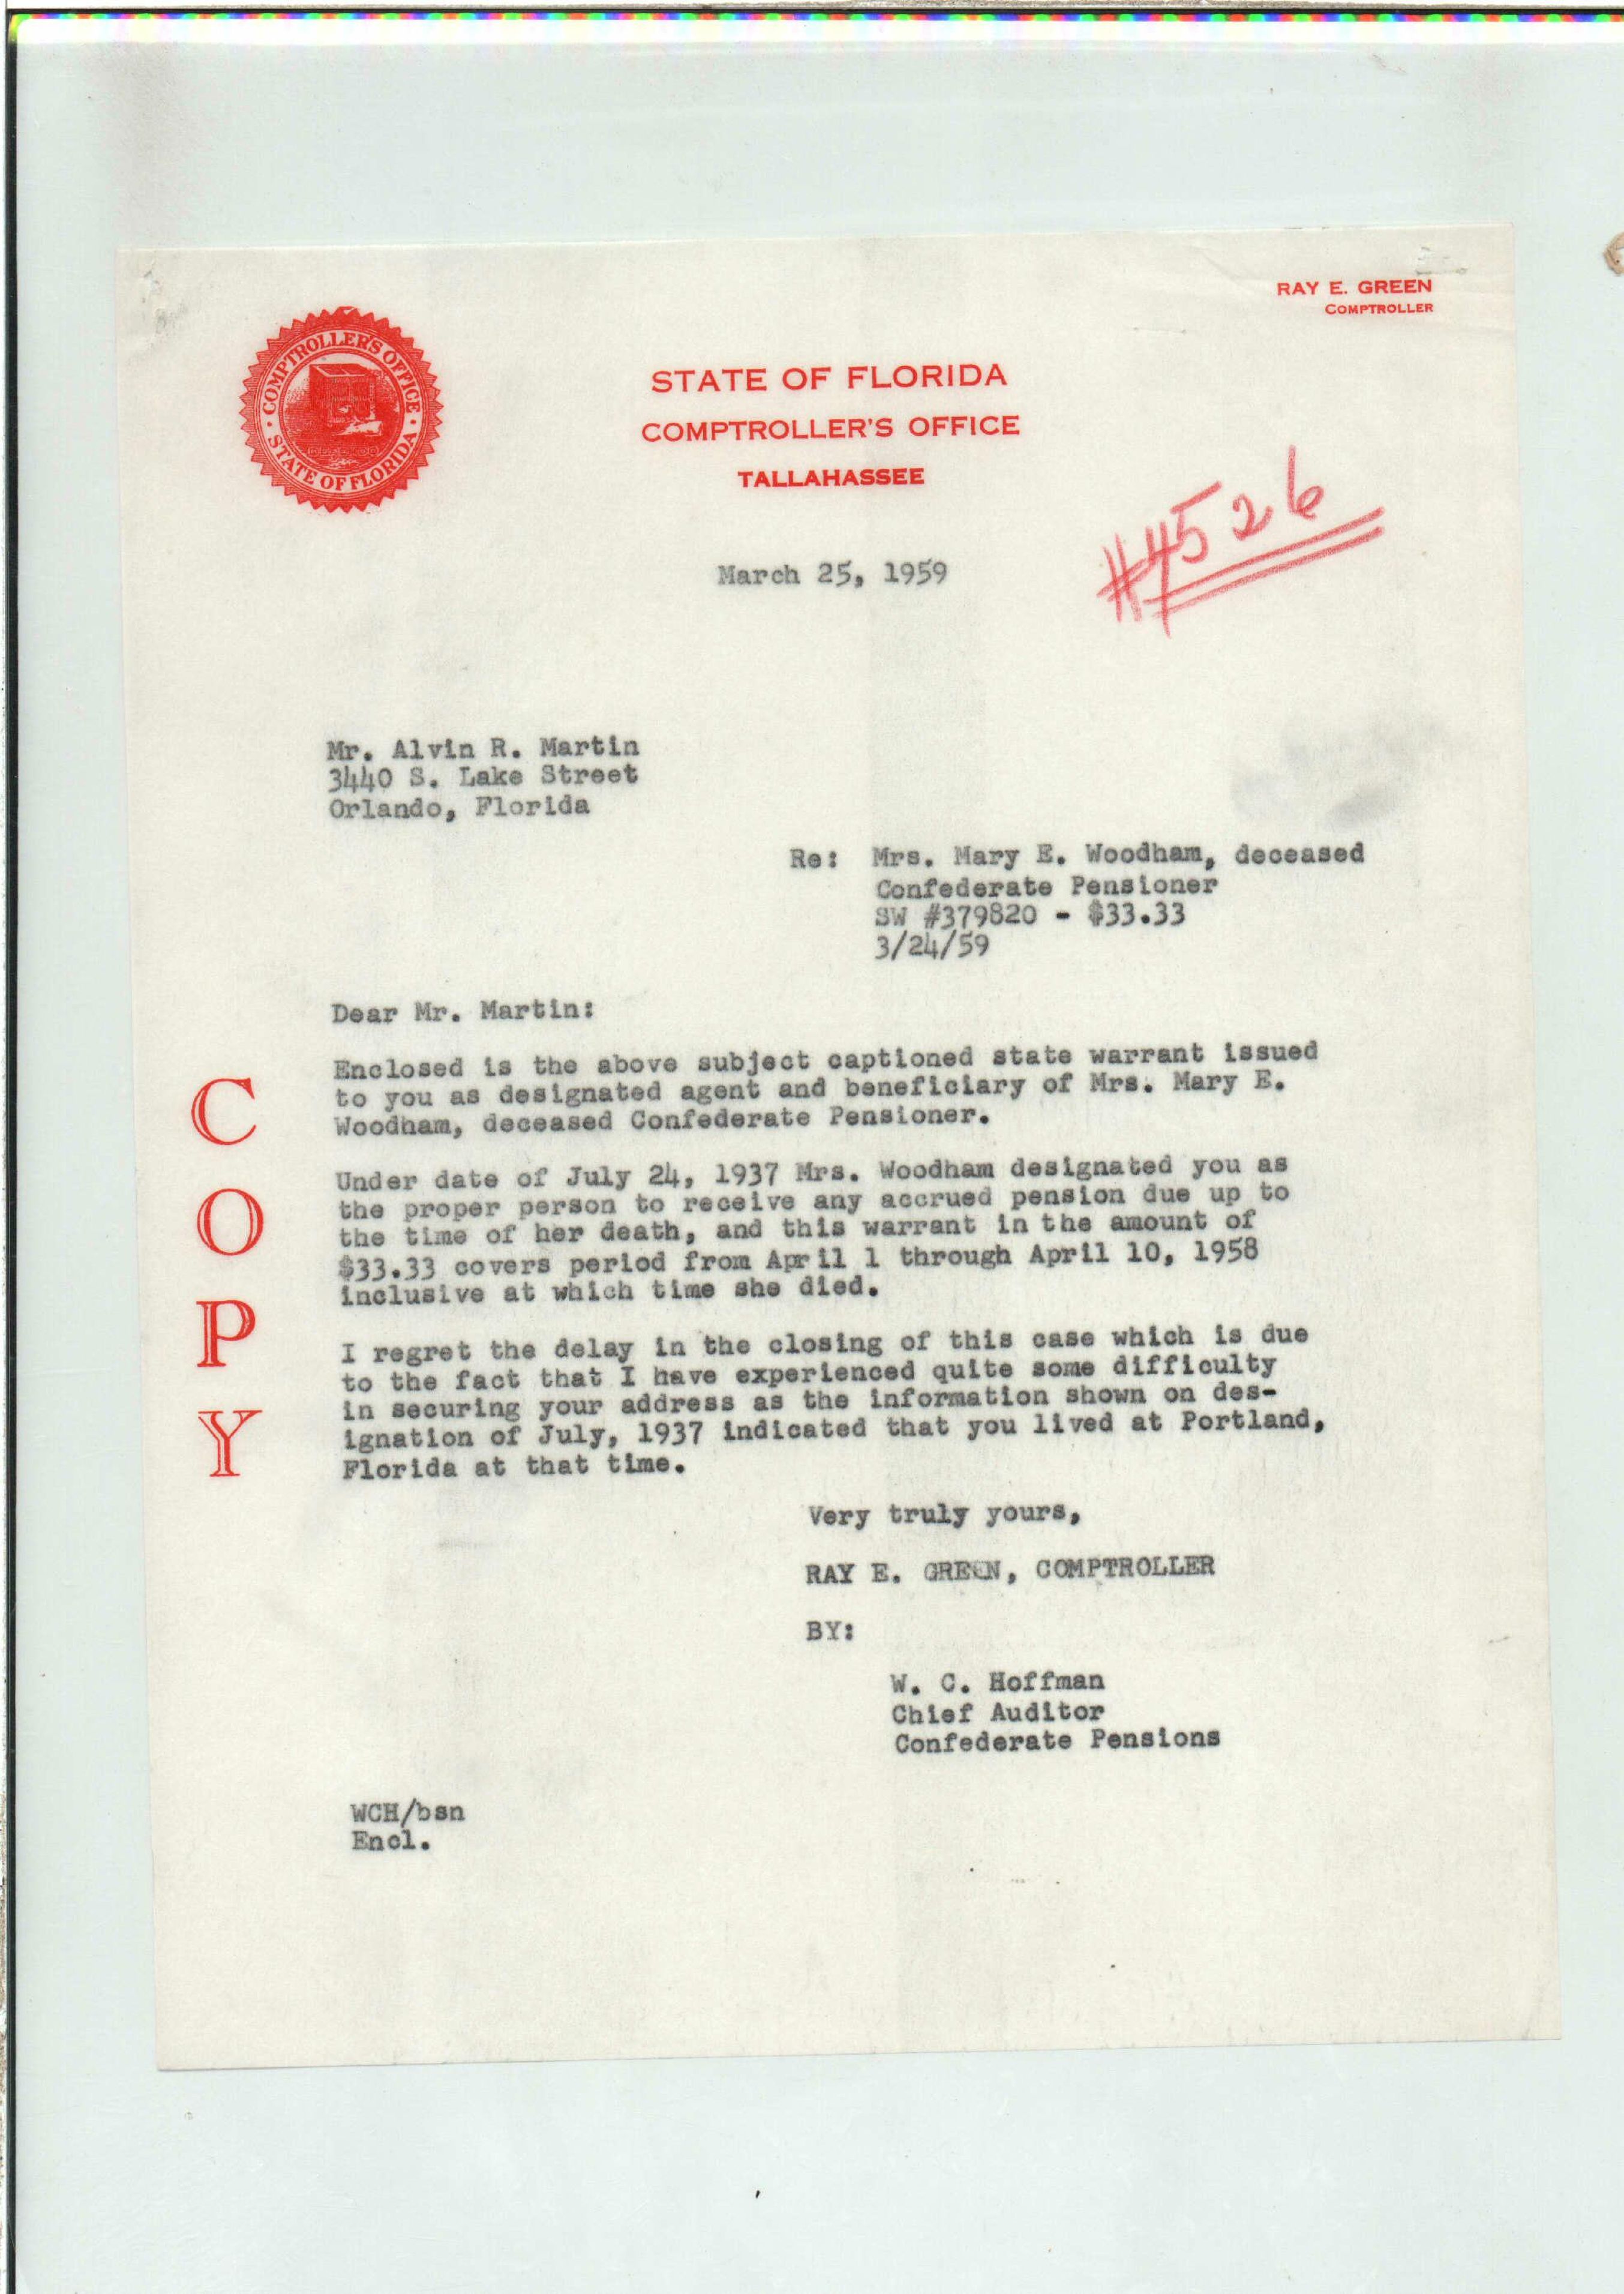 RAY E. GREEN
COMPTROLLER
COMPTROLLER'S OFFICE
STATE OF FLORIDA
STATE OF FLORIDA
COMPTROLLER'S OFFICE
TALLAHASSEE
#4526
March 25, 1959
Mr. Alvin R. Martin
3440 S. Lake Street
Orlando, Florida
Re: Mrs. Mary E. Woodham, deceased
Confederate Pensioner
SW #379820 - $33.33
3/24/59
Dear Mr. Martin:
Enclosed is the above subject captioned state warrant issued
to you as designated agent and beneficiary of Mrs. Mary E.
Woodham, deceased Confederate Pensioner.
Under date of July 24, 1937 Mrs. Woodham designated you as
the proper person to receive any accrued pension due up to
the time of her death, and this warrant in the amount of
$33.33 covers period from April 1 through April 10, 1958
inclusive at which time she died.
I regret the delay in the closing of this case which is due
to the fact that I have experienced quite some difficulty
in securing your address as the information shown on des-
ignation of July, 1937 indicated that you lived at Portland,
Florida at that time.
COPY
Very truly yours,
RAY E. GREEN, COMPTROLLER
BY:
W. C. Hoffman
Chief Auditor
Confederate Pensions
WCH/bsn
Encl.